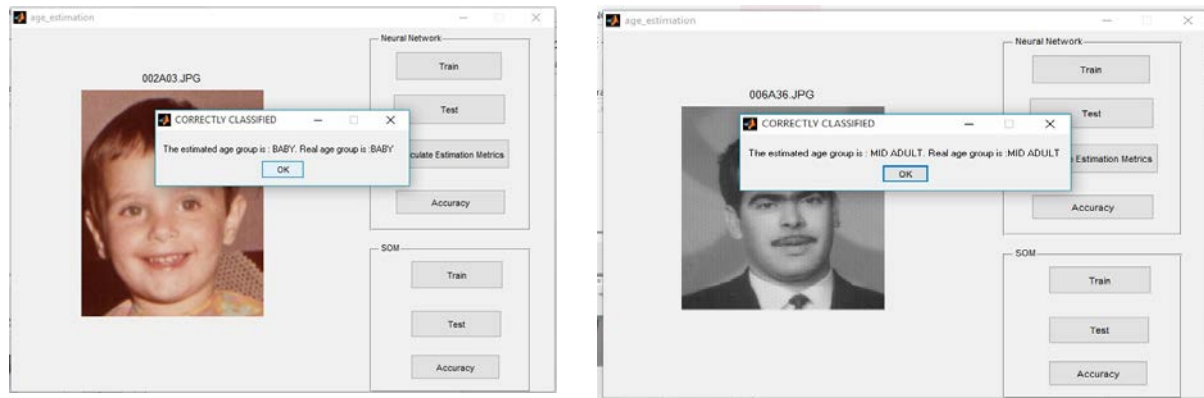 age_estimation
Neural Network
Train
002A03.JPG
Test
CORRECTLY CLASSIFIED
The estimated age group is : BABY. Real age group is :BABY
OK
Estimation Metrics
Accuracy
SOM
Train
Test
Accuracy
age_estimation
Neural Network
Train
006A36.JPG
Test
CORRECTLY CLASSIFIED
The estimated age group is : MID ADULT. Real age group is :MID ADULT
OK
Estimation Metrics
Accuracy
SOM
Train
Test
Accuracy